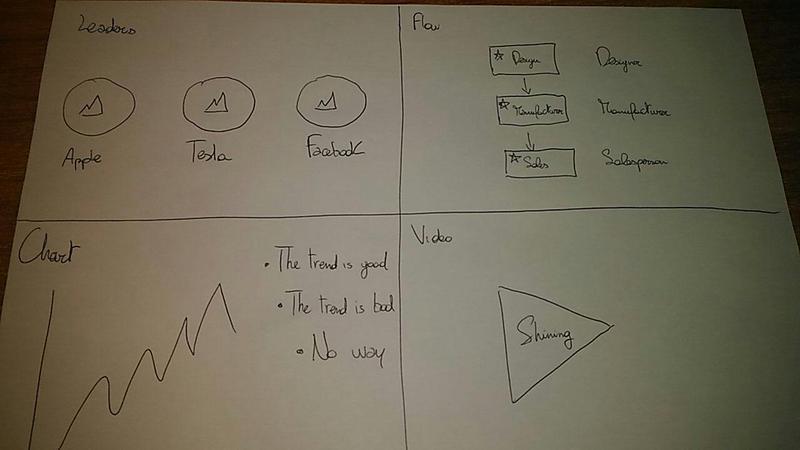 Leaders
Apple
Tesla
Facebook
Flow
Design
Designer
Manufacturer
Manufacturer
Sales
Salesperson
Chart
• The trend is good
• The trend is bad
• No way
Video
Shining